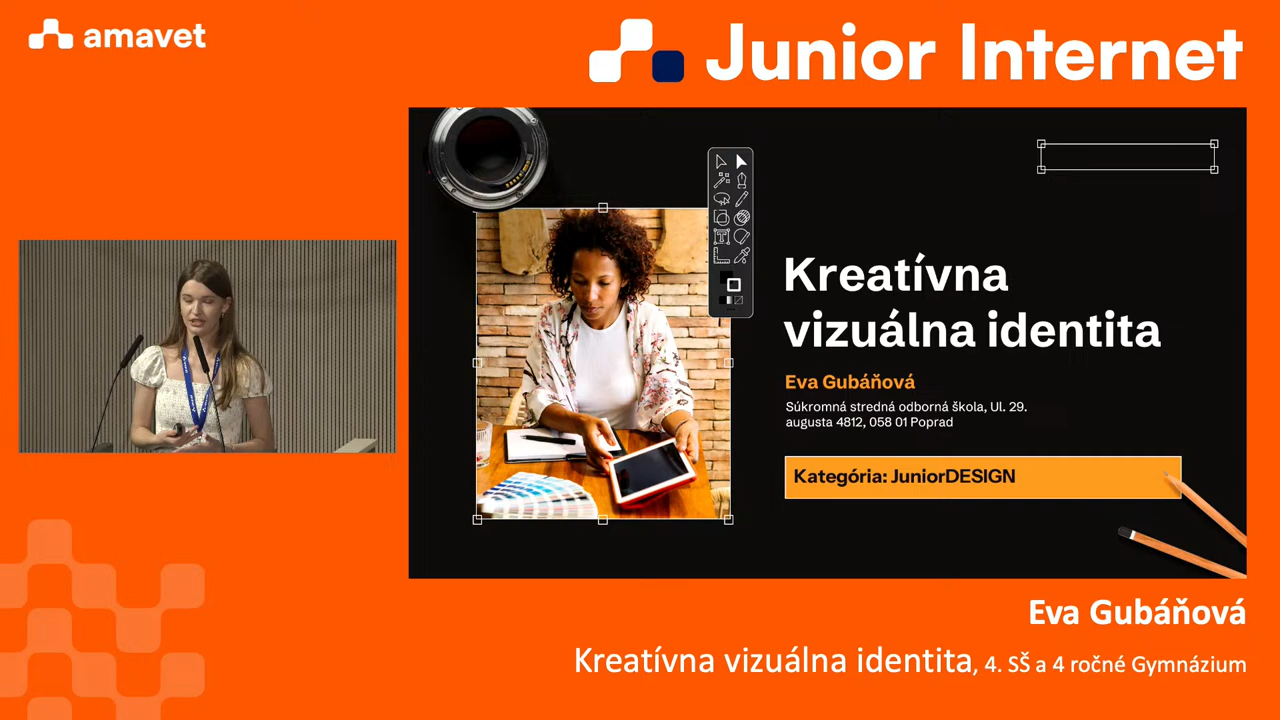 amavet
Junior Internet
Kreatívna
vizuálna identita
Eva Gubáňová
Súkromná stredná odborná škola, Ul. 29.
augusta 4812, 058 01 Poprad
Kategória: JuniorDESIGN
Eva Gubáňová
Kreatívna vizuálna identita, 4. SŠ a 4 ročné Gymnázium